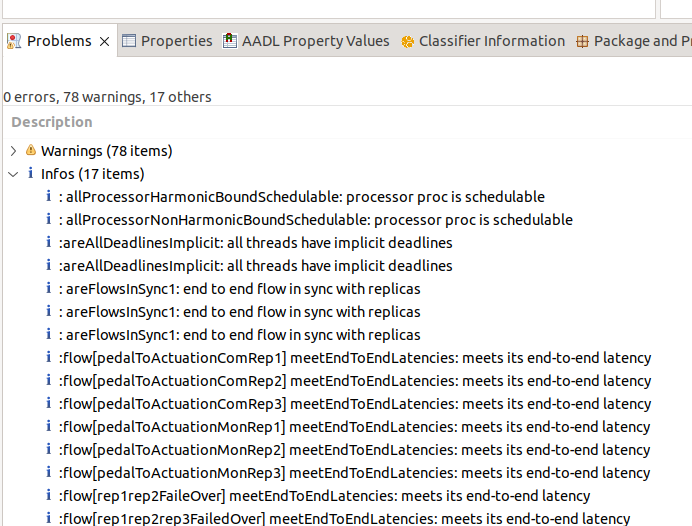 Problems Properties AADL Property Values Classifier Information Package and Pr
0 errors, 78 warnings, 17 others
Description
Warnings (78 items)
Infos (17 items)
: allProcessorHarmonicBoundSchedulable: processor proc is schedulable
: allProcessorNonHarmonicBoundSchedulable: processor proc is schedulable
:areAllDeadlinesImplicit: all threads have implicit deadlines
:areAllDeadlinesImplicit: all threads have implicit deadlines
: areFlowsInSync1: end to end flow in sync with replicas
: areFlowsInSync1: end to end flow in sync with replicas
: areFlowsInSync1: end to end flow in sync with replicas
:flow[pedalToActuationComRep1] meetEndToEndLatencies: meets its end-to-end latency
:flow[pedalToActuationComRep2] meetEndToEndLatencies: meets its end-to-end latency
:flow[pedalToActuationComRep3] meetEndToEndLatencies: meets its end-to-end latency
:flow[pedalToActuationMonRep1] meetEndToEndLatencies: meets its end-to-end latency
:flow[pedalToActuationMonRep2] meetEndToEndLatencies: meets its end-to-end latency
:flow[pedalToActuationMonRep3] meetEndToEndLatencies: meets its end-to-end latency
:flow[rep1rep2FaileOver] meetEndToEndLatencies: meets its end-to-end latency
:flow[rep1rep2rep3FailedOver] meetEndToEndLatencies: meets its end-to-end latency